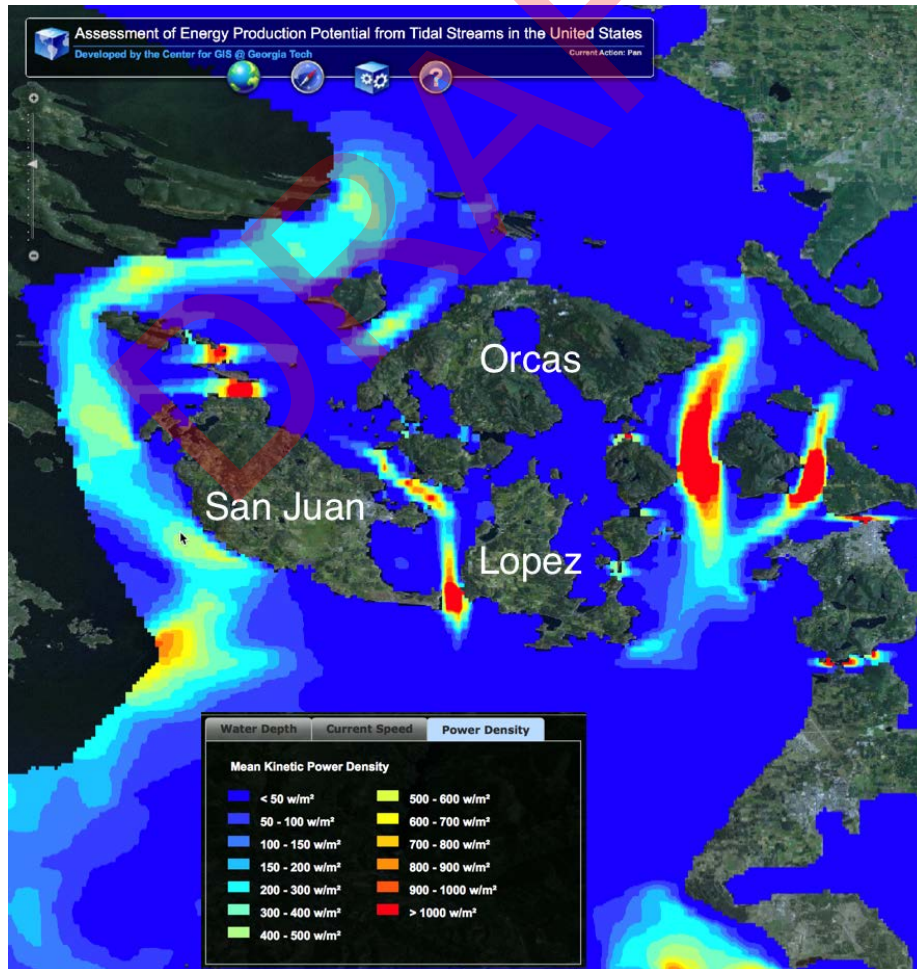 Assessment of Energy Production Potential from Tidal Streams in the United States
Developed by the Center for GIS @ Georgia Tech
Current Action: Pan
?
DRAF
Orcas
San Juan
Lopez
Water Depth Current Speed Power Density
Mean Kinetic Power Density
< 50 w/m² 500 - 600 w/m²
50 - 100 w/m² 600 - 700 w/m²
100 - 150 w/m² 700 - 800 w/m²
150 - 200 w/m² 800 - 900 w/m²
200 - 300 w/m² 900 - 1000 w/m²
300 - 400 w/m² > 1000 w/m²
400 - 500 w/m²